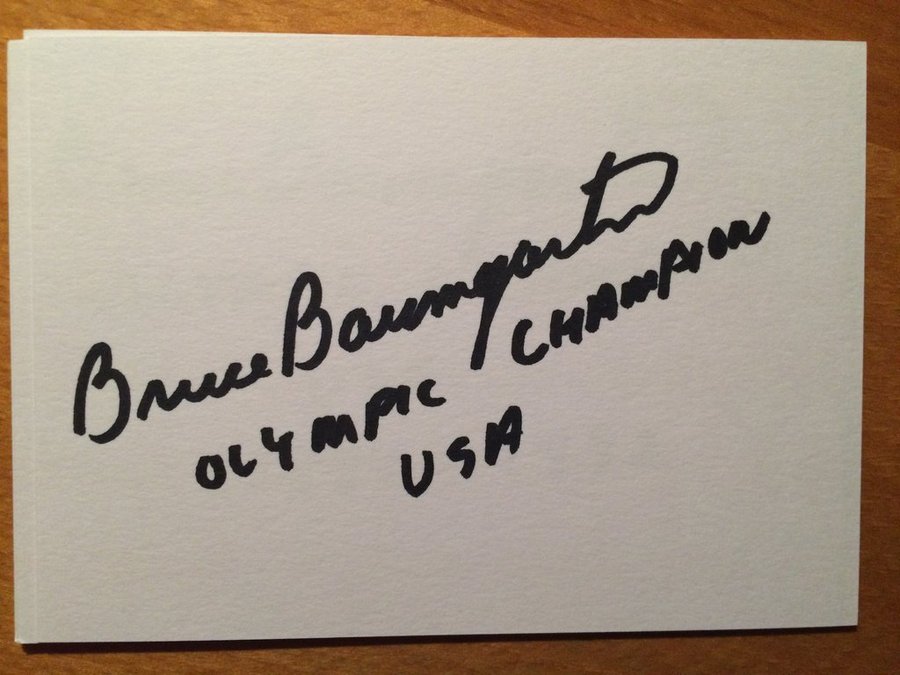 Bruce Baumgartner
OLYMPIC CHAMPION
USA